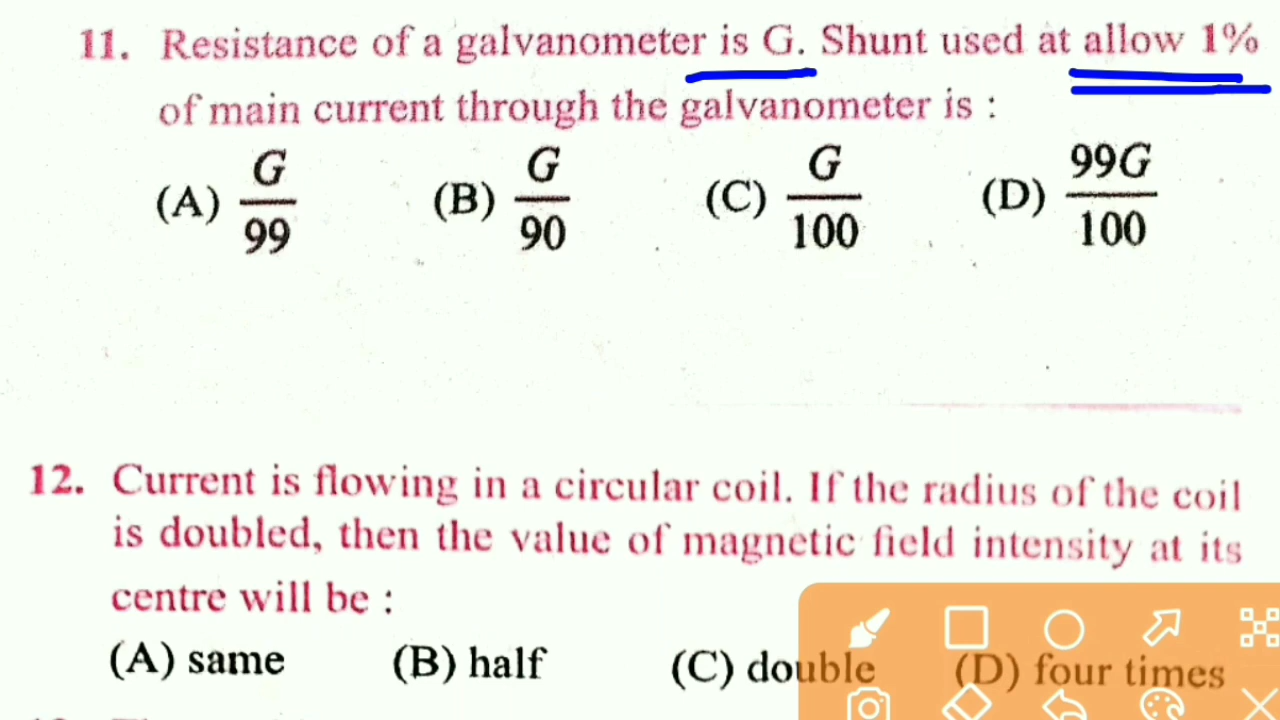 11. Resistance of a galvanometer is G. Shunt used at allow 1%
of main current through the galvanometer is :
(A) G/99 (B) G/90 (C) G/100 (D) 99G/100
12. Current is flowing in a circular coil. If the radius of the coil
is doubled, then the value of magnetic field intensity at its
centre will be :
(A) same (B) half (C) double (D) four times